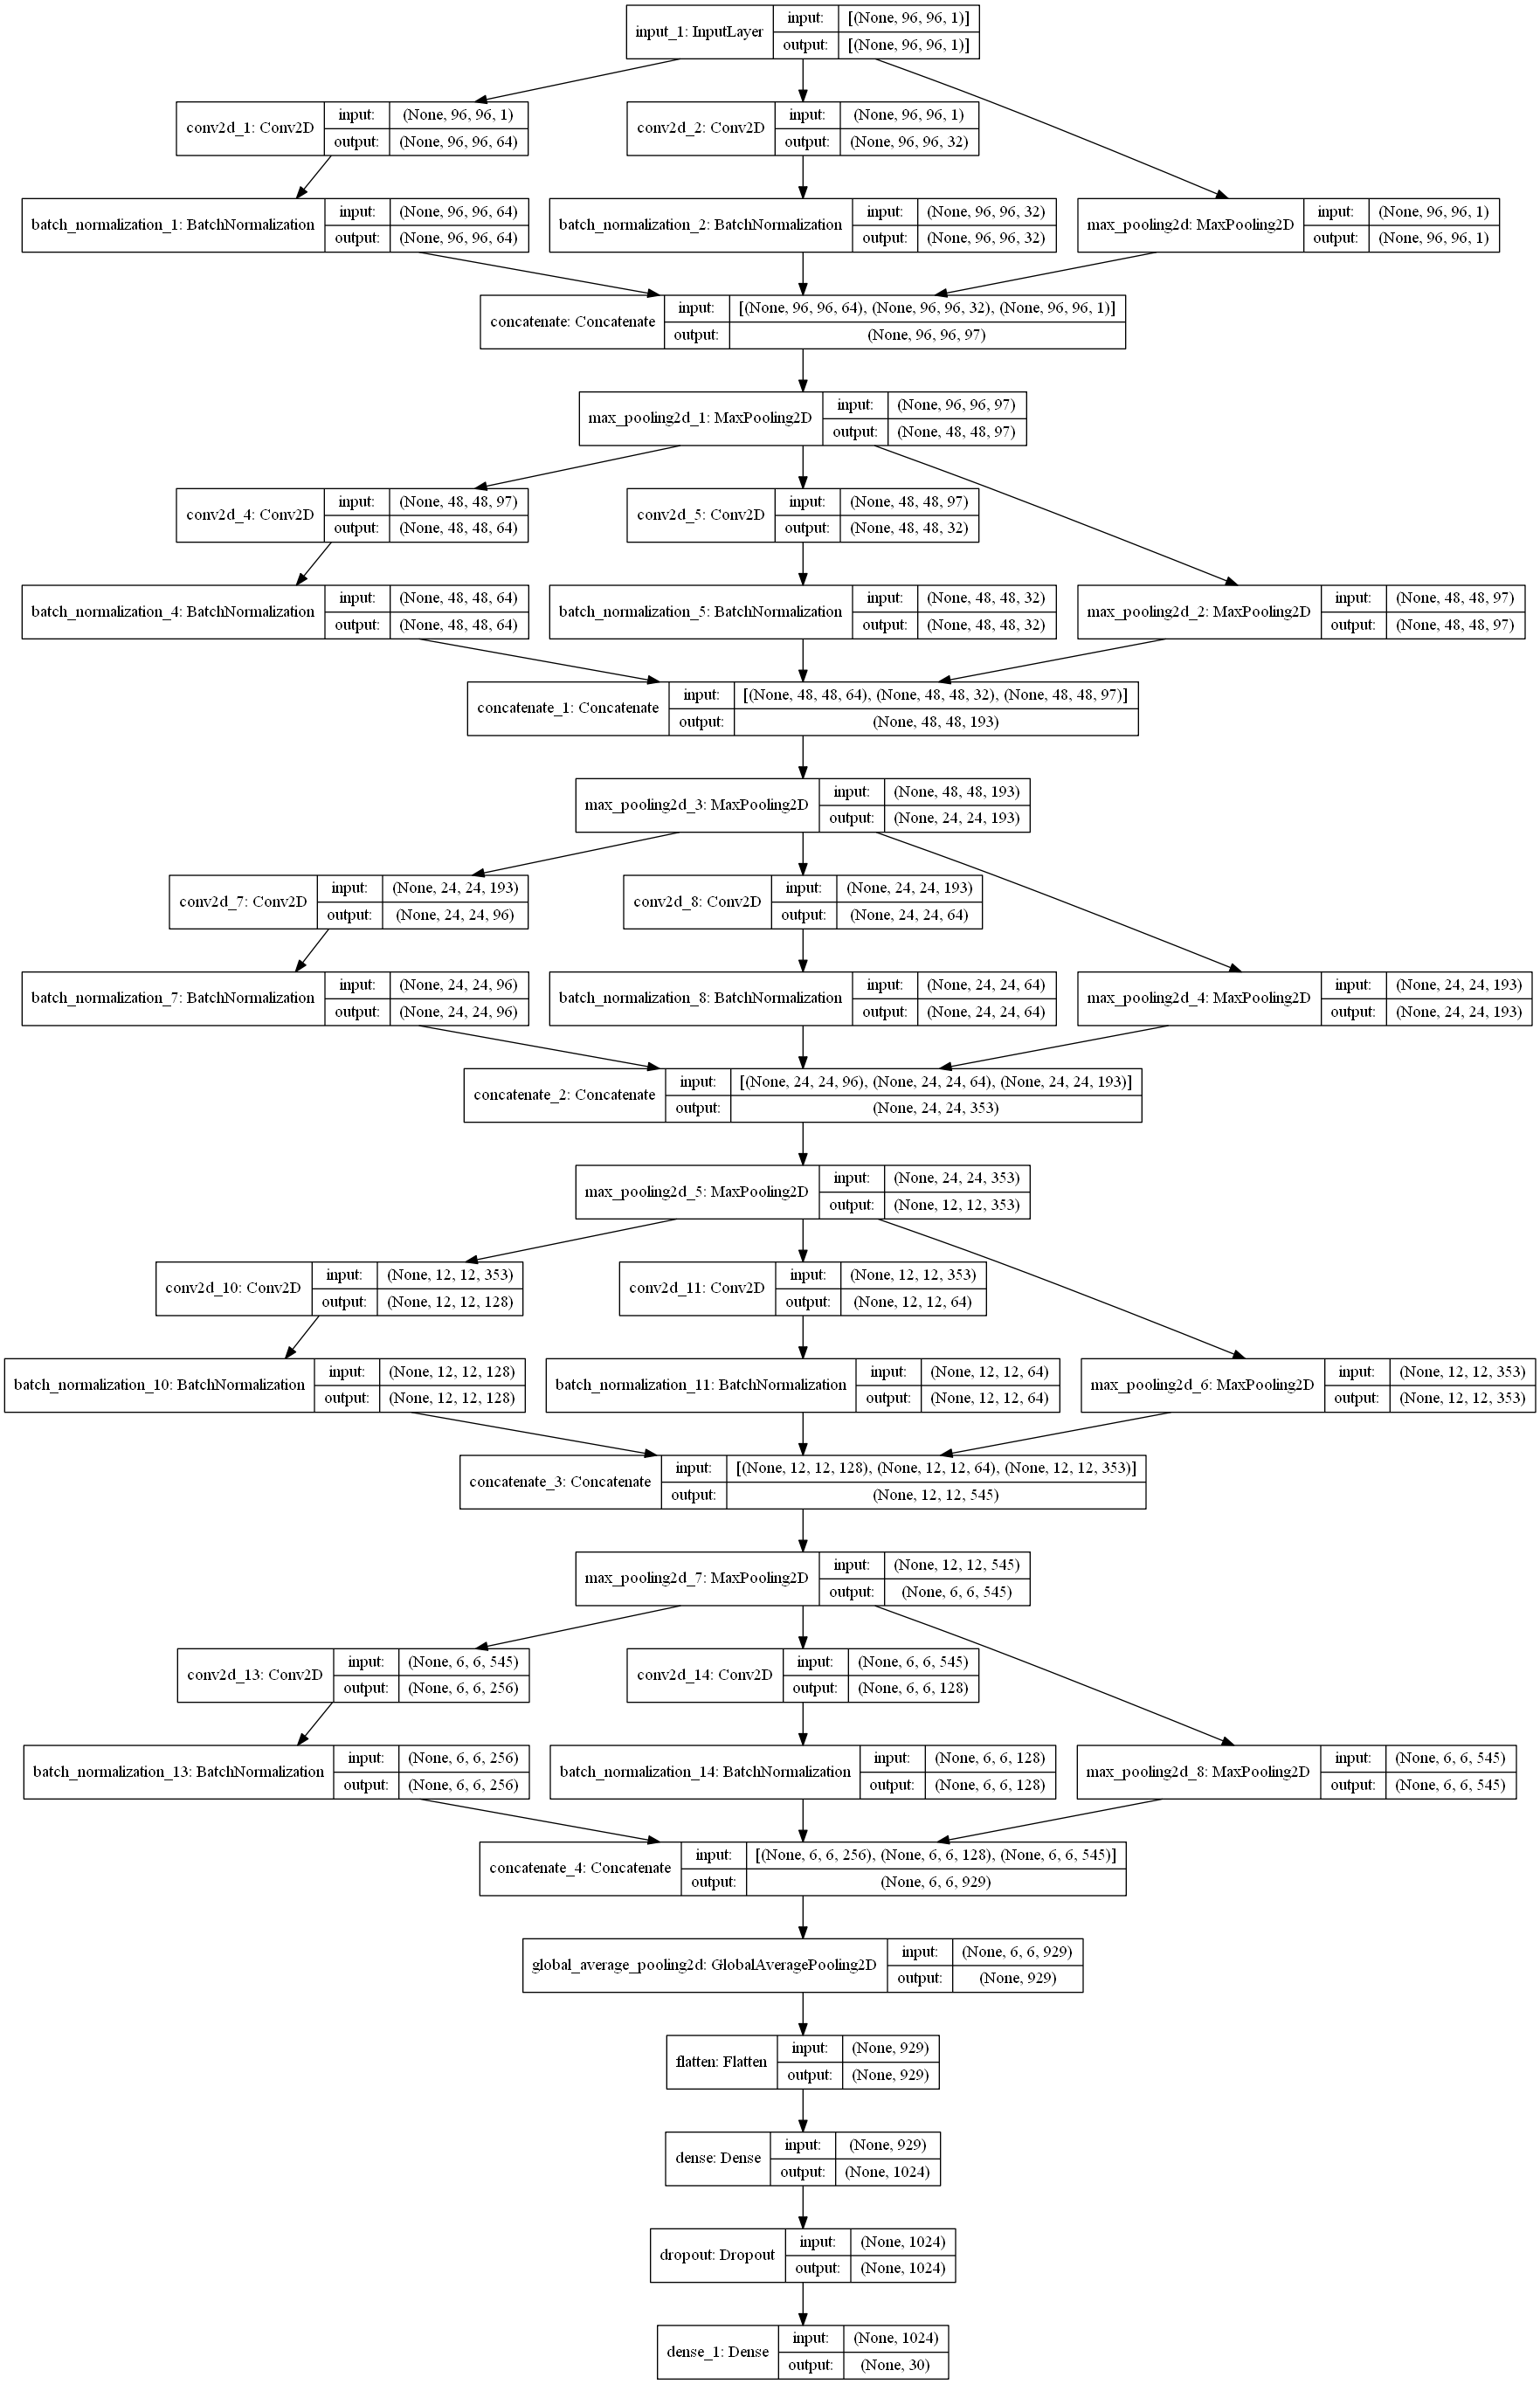 input_1: InputLayer
input: [(None, 96, 96, 1)]
output: [(None, 96, 96, 1)]
conv2d_1: Conv2D
input: (None, 96, 96, 1)
output: (None, 96, 96, 64)
conv2d_2: Conv2D
input: (None, 96, 96, 1)
output: (None, 96, 96, 32)
batch_normalization_1: BatchNormalization
input: (None, 96, 96, 64)
output: (None, 96, 96, 64)
batch_normalization_2: BatchNormalization
input: (None, 96, 96, 32)
output: (None, 96, 96, 32)
max_pooling2d: MaxPooling2D
input: (None, 96, 96, 1)
output: (None, 96, 96, 1)
concatenate: Concatenate
input: [(None, 96, 96, 64), (None, 96, 96, 32), (None, 96, 96, 1)]
output: (None, 96, 96, 97)
max_pooling2d_1: MaxPooling2D
input: (None, 96, 96, 97)
output: (None, 48, 48, 97)
conv2d_4: Conv2D
input: (None, 48, 48, 97)
output: (None, 48, 48, 64)
conv2d_5: Conv2D
input: (None, 48, 48, 97)
output: (None, 48, 48, 32)
batch_normalization_4: BatchNormalization
input: (None, 48, 48, 64)
output: (None, 48, 48, 64)
batch_normalization_5: BatchNormalization
input: (None, 48, 48, 32)
output: (None, 48, 48, 32)
max_pooling2d_2: MaxPooling2D
input: (None, 48, 48, 97)
output: (None, 48, 48, 97)
concatenate_1: Concatenate
input: [(None, 48, 48, 64), (None, 48, 48, 32), (None, 48, 48, 97)]
output: (None, 48, 48, 193)
max_pooling2d_3: MaxPooling2D
input: (None, 48, 48, 193)
output: (None, 24, 24, 193)
conv2d_7: Conv2D
input: (None, 24, 24, 193)
output: (None, 24, 24, 96)
conv2d_8: Conv2D
input: (None, 24, 24, 193)
output: (None, 24, 24, 64)
batch_normalization_7: BatchNormalization
input: (None, 24, 24, 96)
output: (None, 24, 24, 96)
batch_normalization_8: BatchNormalization
input: (None, 24, 24, 64)
output: (None, 24, 24, 64)
max_pooling2d_4: MaxPooling2D
input: (None, 24, 24, 193)
output: (None, 24, 24, 193)
concatenate_2: Concatenate
input: [(None, 24, 24, 96), (None, 24, 24, 64), (None, 24, 24, 193)]
output: (None, 24, 24, 353)
max_pooling2d_5: MaxPooling2D
input: (None, 24, 24, 353)
output: (None, 12, 12, 353)
conv2d_10: Conv2D
input: (None, 12, 12, 353)
output: (None, 12, 12, 128)
conv2d_11: Conv2D
input: (None, 12, 12, 353)
output: (None, 12, 12, 64)
batch_normalization_10: BatchNormalization
input: (None, 12, 12, 128)
output: (None, 12, 12, 128)
batch_normalization_11: BatchNormalization
input: (None, 12, 12, 64)
output: (None, 12, 12, 64)
max_pooling2d_6: MaxPooling2D
input: (None, 12, 12, 353)
output: (None, 12, 12, 353)
concatenate_3: Concatenate
input: [(None, 12, 12, 128), (None, 12, 12, 64), (None, 12, 12, 353)]
output: (None, 12, 12, 545)
max_pooling2d_7: MaxPooling2D
input: (None, 12, 12, 545)
output: (None, 6, 6, 545)
conv2d_13: Conv2D
input: (None, 6, 6, 545)
output: (None, 6, 6, 256)
conv2d_14: Conv2D
input: (None, 6, 6, 545)
output: (None, 6, 6, 128)
batch_normalization_13: BatchNormalization
input: (None, 6, 6, 256)
output: (None, 6, 6, 256)
batch_normalization_14: BatchNormalization
input: (None, 6, 6, 128)
output: (None, 6, 6, 128)
max_pooling2d_8: MaxPooling2D
input: (None, 6, 6, 545)
output: (None, 6, 6, 545)
concatenate_4: Concatenate
input: [(None, 6, 6, 256), (None, 6, 6, 128), (None, 6, 6, 545)]
output: (None, 6, 6, 929)
global_average_pooling2d: GlobalAveragePooling2D
input: (None, 6, 6, 929)
output: (None, 929)
flatten: Flatten
input: (None, 929)
output: (None, 929)
dense: Dense
input: (None, 929)
output: (None, 1024)
dropout: Dropout
input: (None, 1024)
output: (None, 1024)
dense_1: Dense
input: (None, 1024)
output: (None, 30)